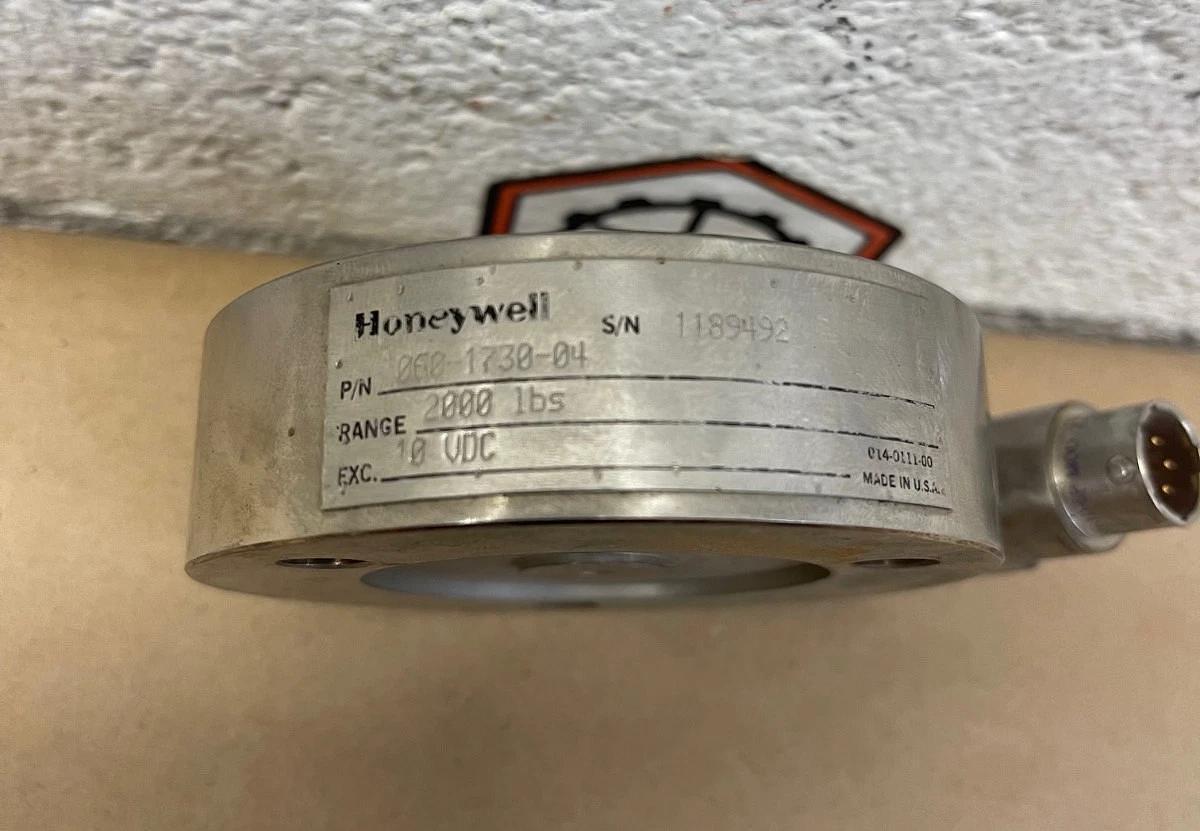 Honeywell S/N 1189492
P/N 060-1730-04
RANGE 2000 lbs
EXC. 10 VDC
014-0111-00
MADE IN U.S.A.